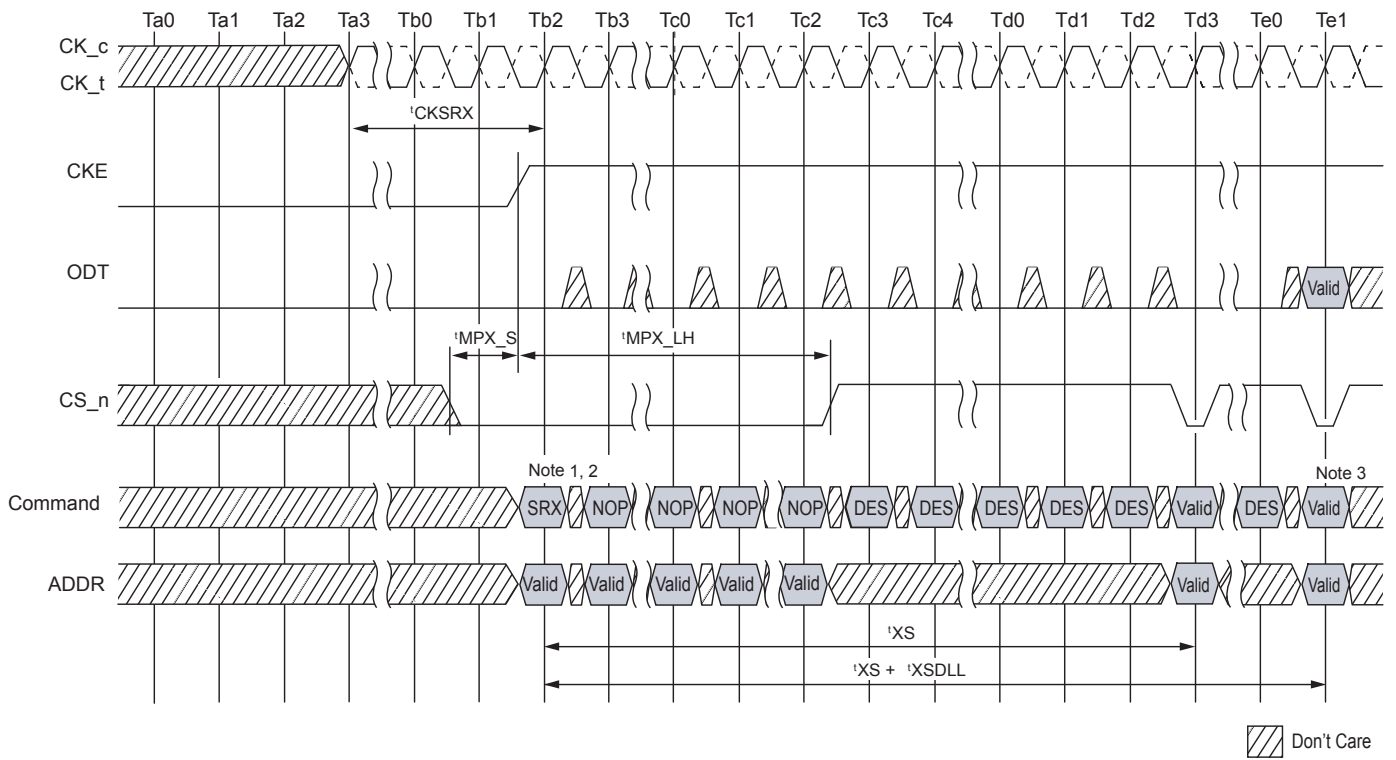 Ta0 Ta1 Ta2 Ta3 Tb0 Tb1 Tb2 Tb3 Tc0 Tc1 Tc2 Tc3 Tc4 Td0 Td1 Td2 Td3 Te0 Te1
CK_c
CK_t
tCKSRX
CKE
ODT
Valid
tMPX_S tMPX_LH
CS_n
Note 1, 2 Note 3
Command SRX NOP NOP NOP NOP DES DES DES DES DES Valid DES Valid
ADDR Valid Valid Valid Valid Valid Valid Valid
tXS
tXS + tXSDLL
Don't Care